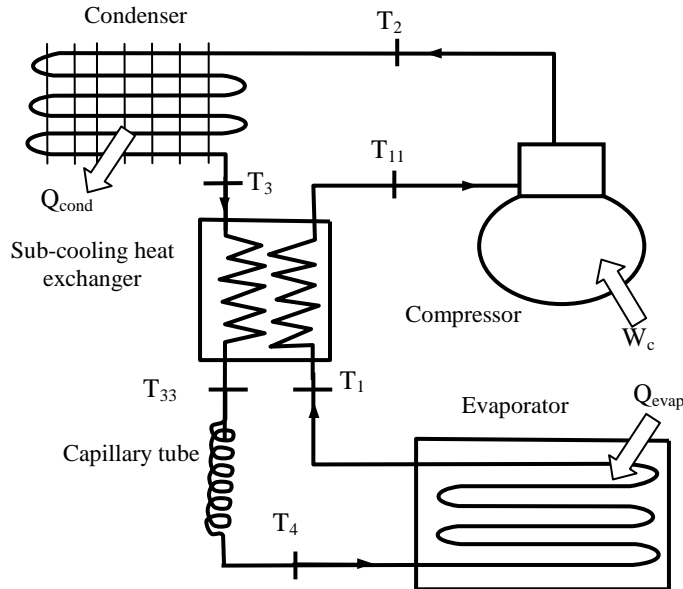 Condenser
T2
T11
T3
Qcond
Sub-cooling heat
exchanger
Compressor
Wc
T33
T1
Evaporator
Qevap
Capillary tube
T4